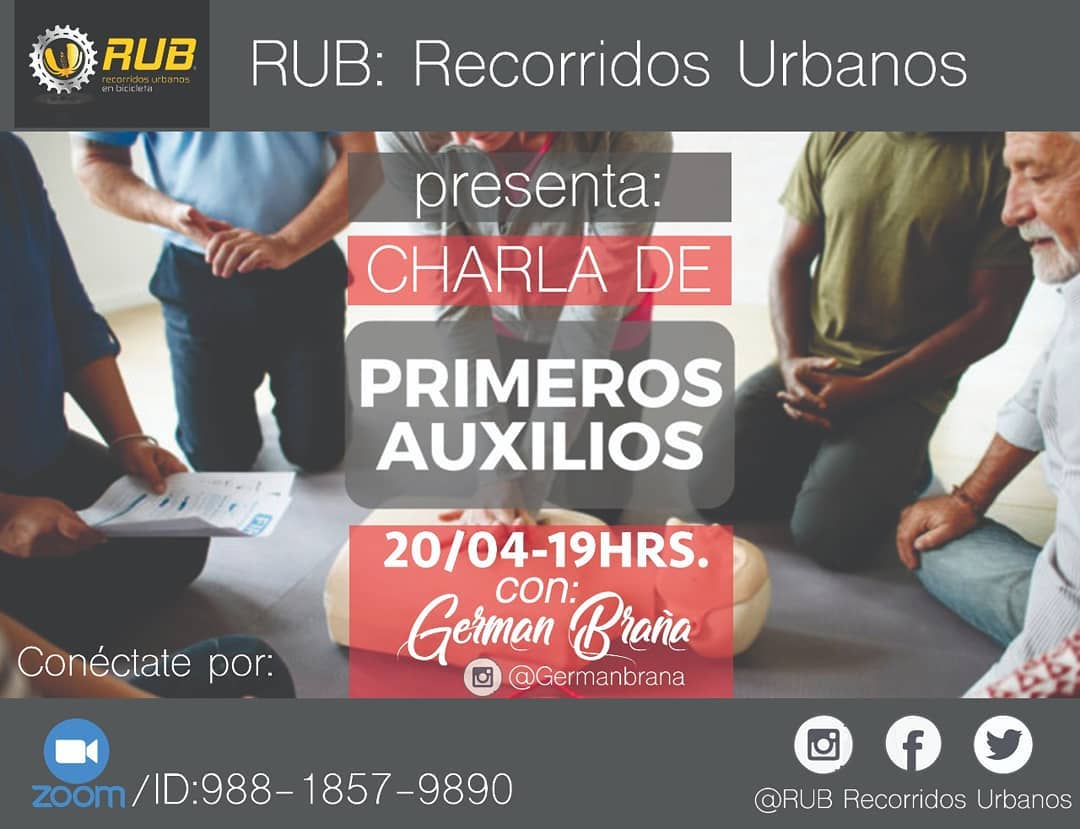 RUB
recorridos urbanos
en bicicleta
RUB: Recorridos Urbanos
presenta:
CHARLA DE
PRIMEROS
AUXILIOS
20/04-19HRS.
con:
German Braña
@Germanbrana
Conéctate por:
zoom/ID:988-1857-9890
@RUB Recorridos Urbanos